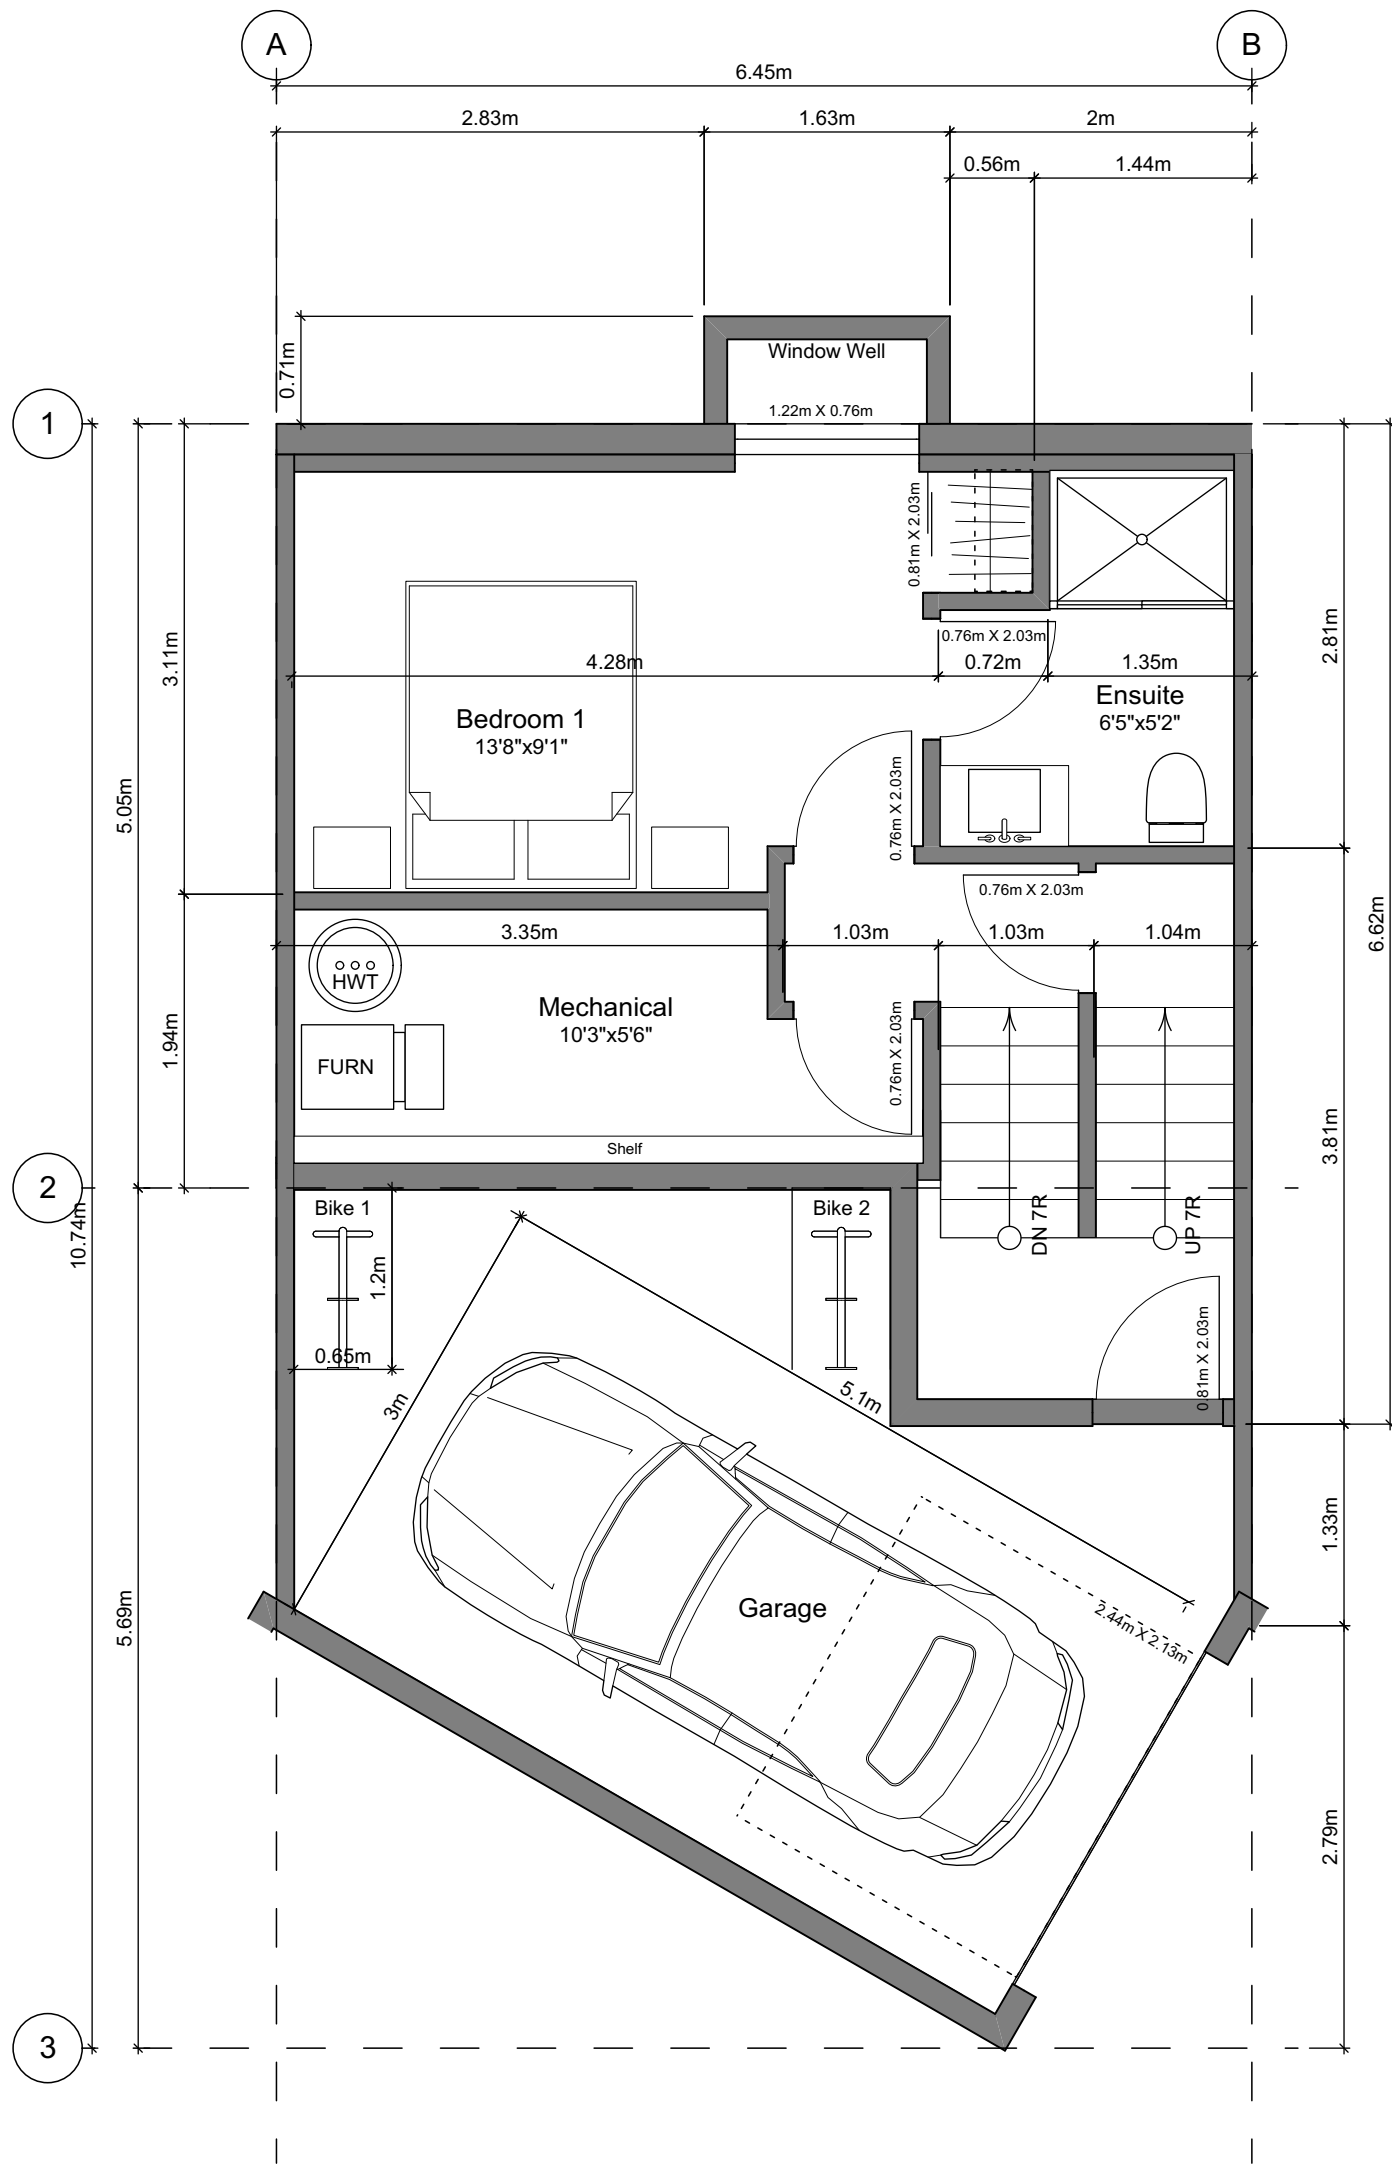 A
B
6.45m
2.83m
1.63m
2m
0.56m
1.44m
0.71m
Window Well
1.22m X 0.76m
1
0.81m X 2.03m
0.76m X 2.03m
3.11m
2.81m
4.28m
0.72m
1.35m
Ensuite
6'5"x5'2"
Bedroom 1
13'8"x9'1"
5.05m
0.76m X 2.03m
0.76m X 2.03m
6.62m
3.35m
1.03m
1.03m
1.04m
HWT
Mechanical
10'3"x5'6"
1.94m
FURN
0.76m X 2.03m
3.81m
Shelf
2
10.74m
Bike 1
Bike 2
DN 7R
UP 7R
1.2m
0.65m
0.81m X 2.03m
3m
5.1m
1.33m
Garage
2.44m X 2.13m
5.69m
2.79m
3